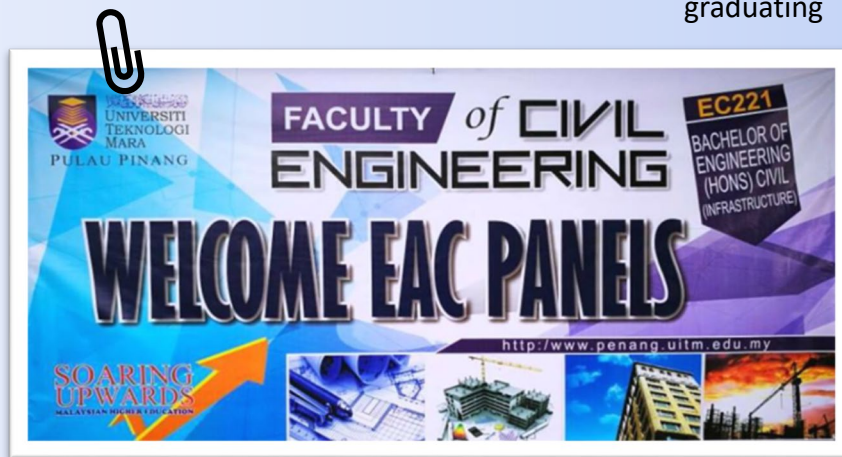 graduating
UNIVERSITI
TEKNOLOGI
MARA
PULAU PINANG
FACULTY of CIVIL
ENGINEERING
EC221
BACHELOR OF
ENGINEERING
(HONS) CIVIL
(INFRASTRUCTURE)
WELCOME EAC PANELS
http:/www.penang.uitm.edu.my
SOARING
UPWARDS
MALAYSIAN HIGHER EDUCATION